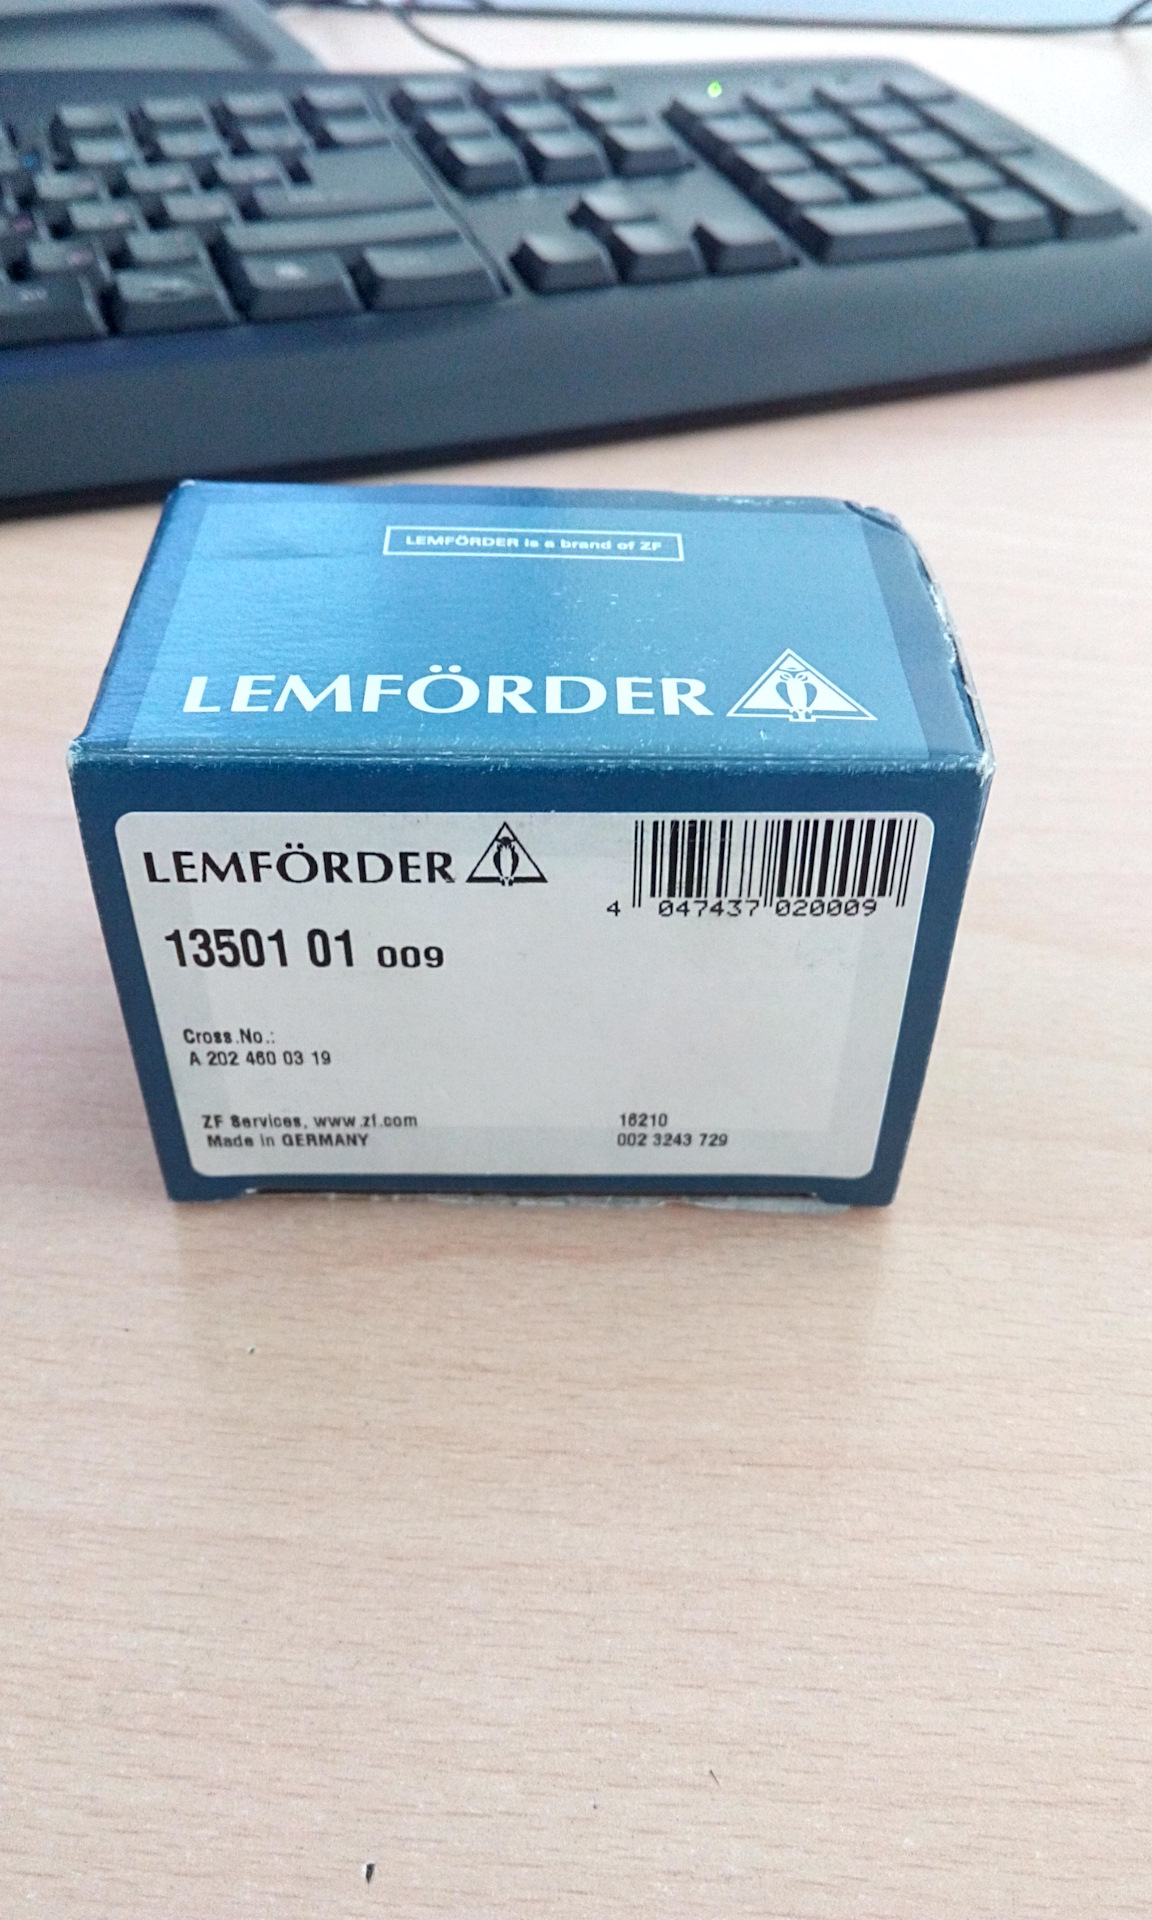 LEMFÖRDER is a brand of ZF
LEMFÖRDER
LEMFÖRDER
4 047437 020009
13501 01 009
Cross.No.:
A 202 460 03 19
ZF Services, www.zf.com
Made in GERMANY
16210
002 3243 729